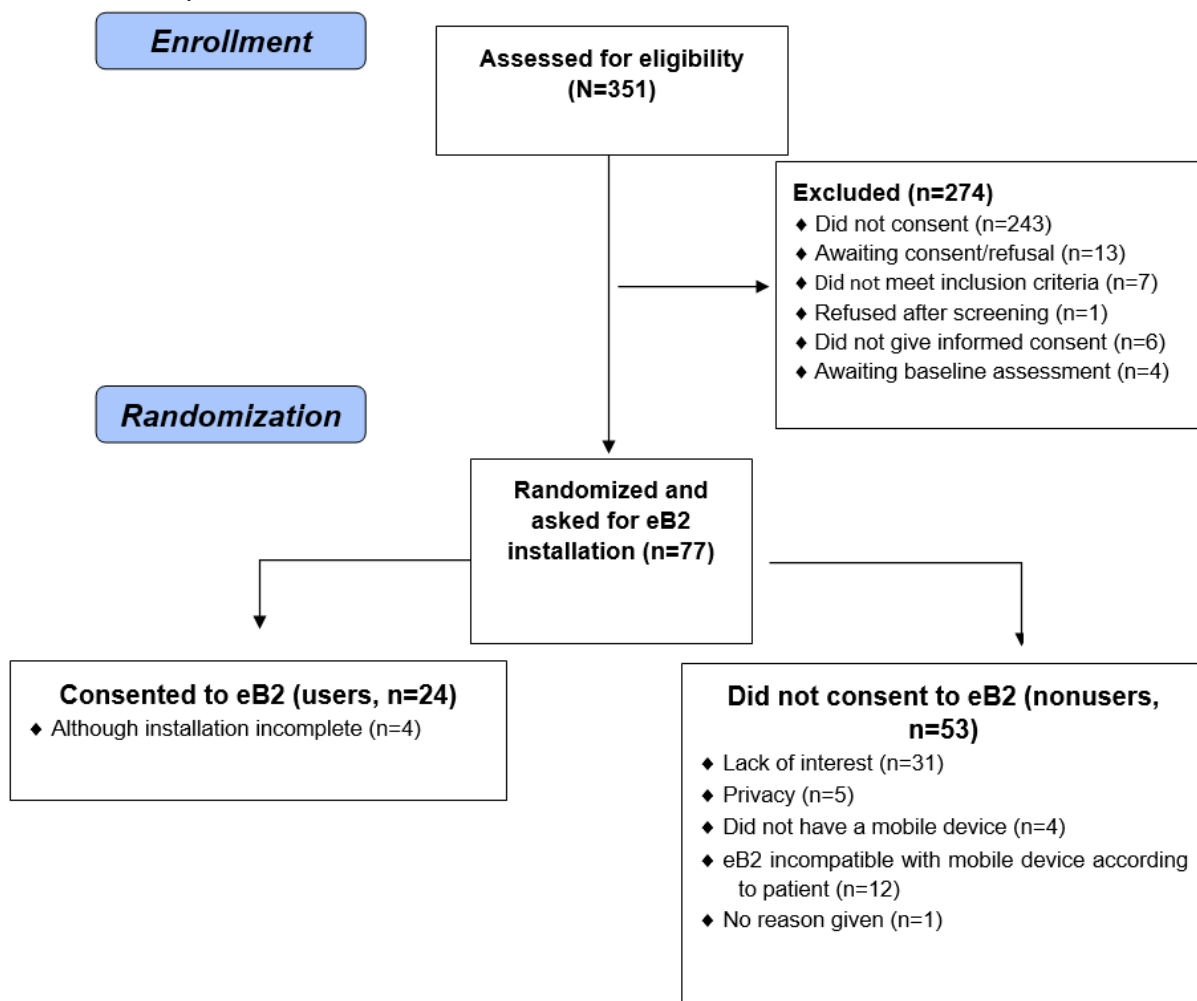 Enrollment
Assessed for eligibility
(N=351)
Excluded (n=274)
♦ Did not consent (n=243)
♦ Awaiting consent/refusal (n=13)
♦ Did not meet inclusion criteria (n=7)
♦ Refused after screening (n=1)
♦ Did not give informed consent (n=6)
♦ Awaiting baseline assessment (n=4)
Randomization
Randomized and
asked for eB2
installation (n=77)
Consented to eB2 (users, n=24)
♦ Although installation incomplete (n=4)
Did not consent to eB2 (nonusers,
n=53)
♦ Lack of interest (n=31)
♦ Privacy (n=5)
♦ Did not have a mobile device (n=4)
♦ eB2 incompatible with mobile device according
to patient (n=12)
♦ No reason given (n=1)